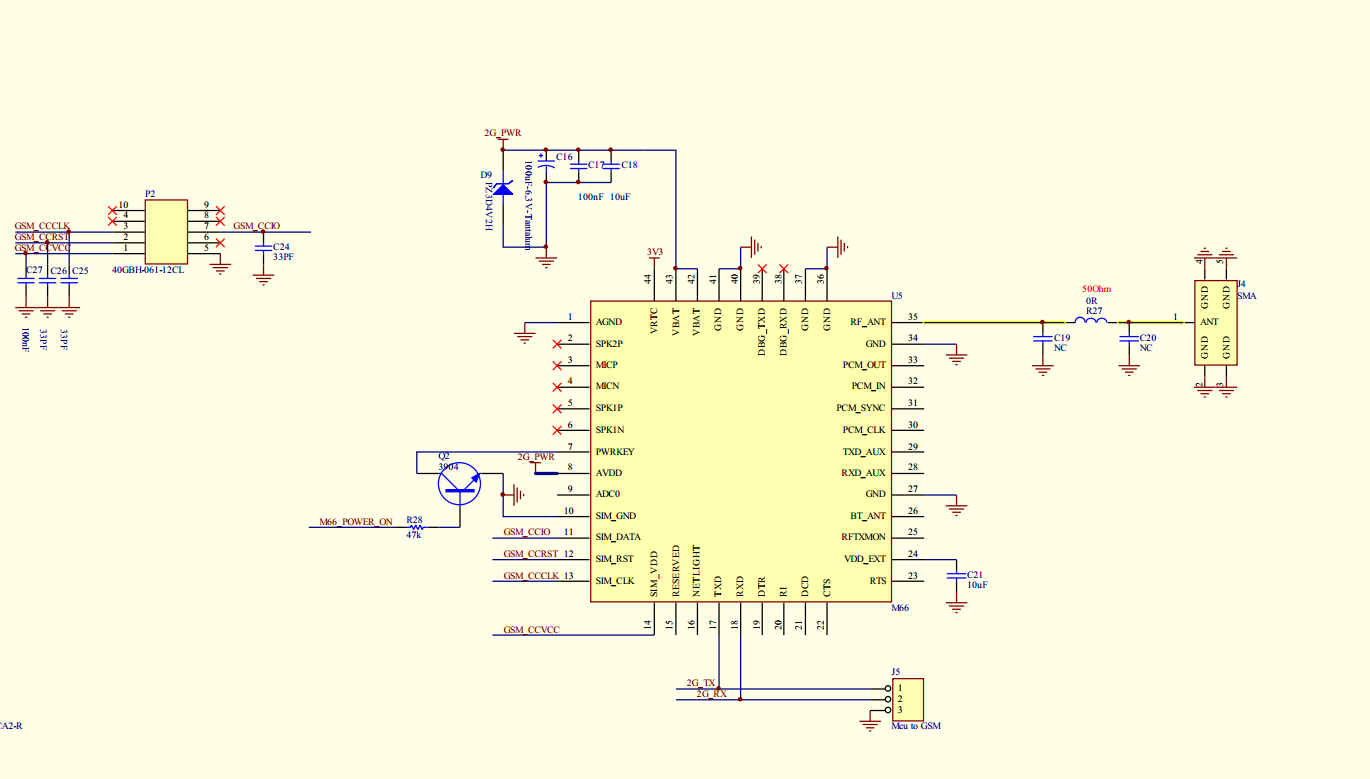 2G_PWR
C16
C17
C18
100uF-6.3V-Tantalum
100nF
10uF
D9
PZ3D4V2H
P2
10
4
3
2
1
9
8
7
6
5
GSM_CCCLK
GSM_CCRST
GSM_CCVCC
GSM_CCIO
C24
33PF
40GBH-061-12CL
C27
C26
C25
100nF
33PF
33PF
3V3
44
43
42
41
40
39
38
37
36
VRTC
VBAT
VBAT
GND
GND
DBG_TXD
DBG_RXD
GND
GND
U5
1
AGND
2
SPK2P
3
MICP
4
MICN
5
SPK1P
6
SPK1N
7
PWRKEY
8
AVDD
9
ADC0
10
SIM_GND
11
SIM_DATA
12
SIM_RST
13
SIM_CLK
RF_ANT
35
GND
34
PCM_OUT
33
PCM_IN
32
PCM_SYNC
31
PCM_CLK
30
TXD_AUX
29
RXD_AUX
28
GND
27
BT_ANT
26
RFTXMON
25
VDD_EXT
24
RTS
23
SIM_VDD
RESERVED
NETLIGHT
TXD
RXD
DTR
RI
DCD
CTS
14
15
16
17
18
19
20
21
22
M66
Q2
3904
2G_PWR
M66_POWER_ON
R28
47k
GSM_CCIO
GSM_CCRST
GSM_CCCLK
GSM_CCVCC
C21
10uF
50Ohm
0R
R27
C19
NC
C20
NC
1
ANT
GND
GND
GND
GND
4
5
2
3
J4
SMA
2G_TX
2G_RX
J5
1
2
3
Mcu to GSM
CA2-R